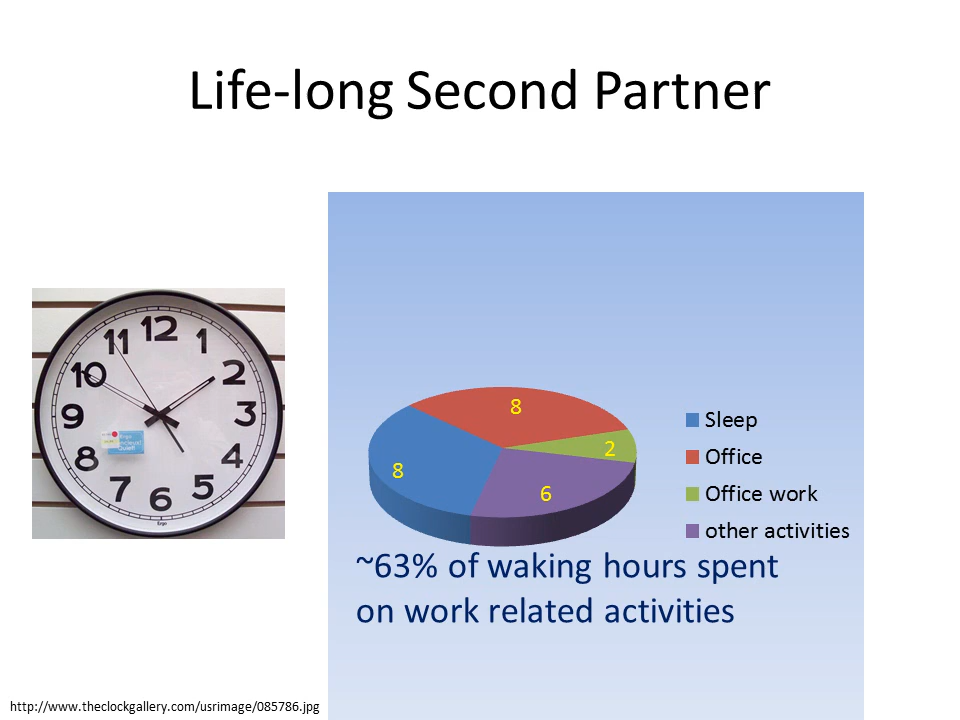 Life-long Second Partner
12
11
1
10
2
9
3
8
4
7
5
6
8
8
2
6
Sleep
Office
Office work
other activities
~63% of waking hours spent
on work related activities
http://www.theclockgallery.com/usrimage/085786.jpg